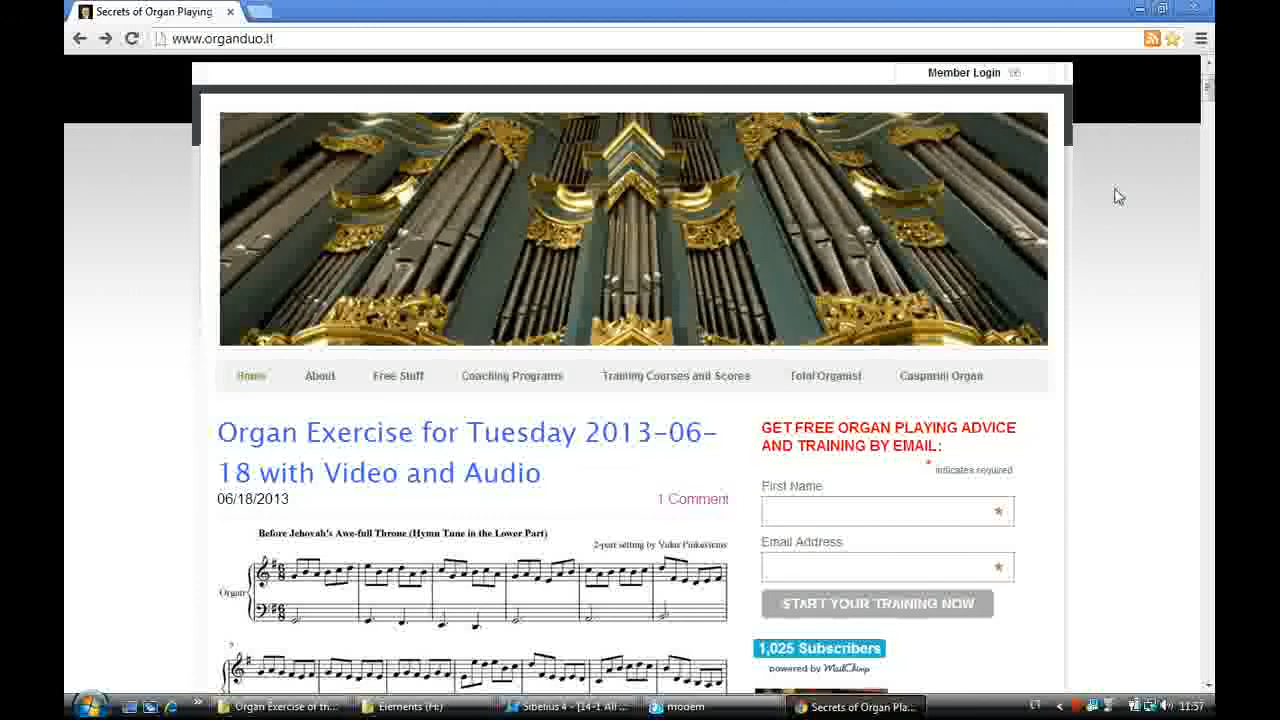 Secrets of Organ Playing
www.organduo.lt
Member Login
Home About Free Stuff Coaching Programs Training Courses and Scores Total Organist Casparini Organ
Organ Exercise for Tuesday 2013-06-
18 with Video and Audio
06/18/2013 1 Comment
Before Jehovah's Awe-full Throne (Hymn Tune in the Lower Part)
2-part setting by Vidas Pinkevicius
Organ
GET FREE ORGAN PLAYING ADVICE
AND TRAINING BY EMAIL:
* indicates required
First Name
*
Email Address
*
START YOUR TRAINING NOW
1,025 Subscribers
powered by MailChimp
Organ Exercise of th... Elements (F:) Sibelius 4 - [14-1 modem Secrets of Organ Pla... LT 11:57